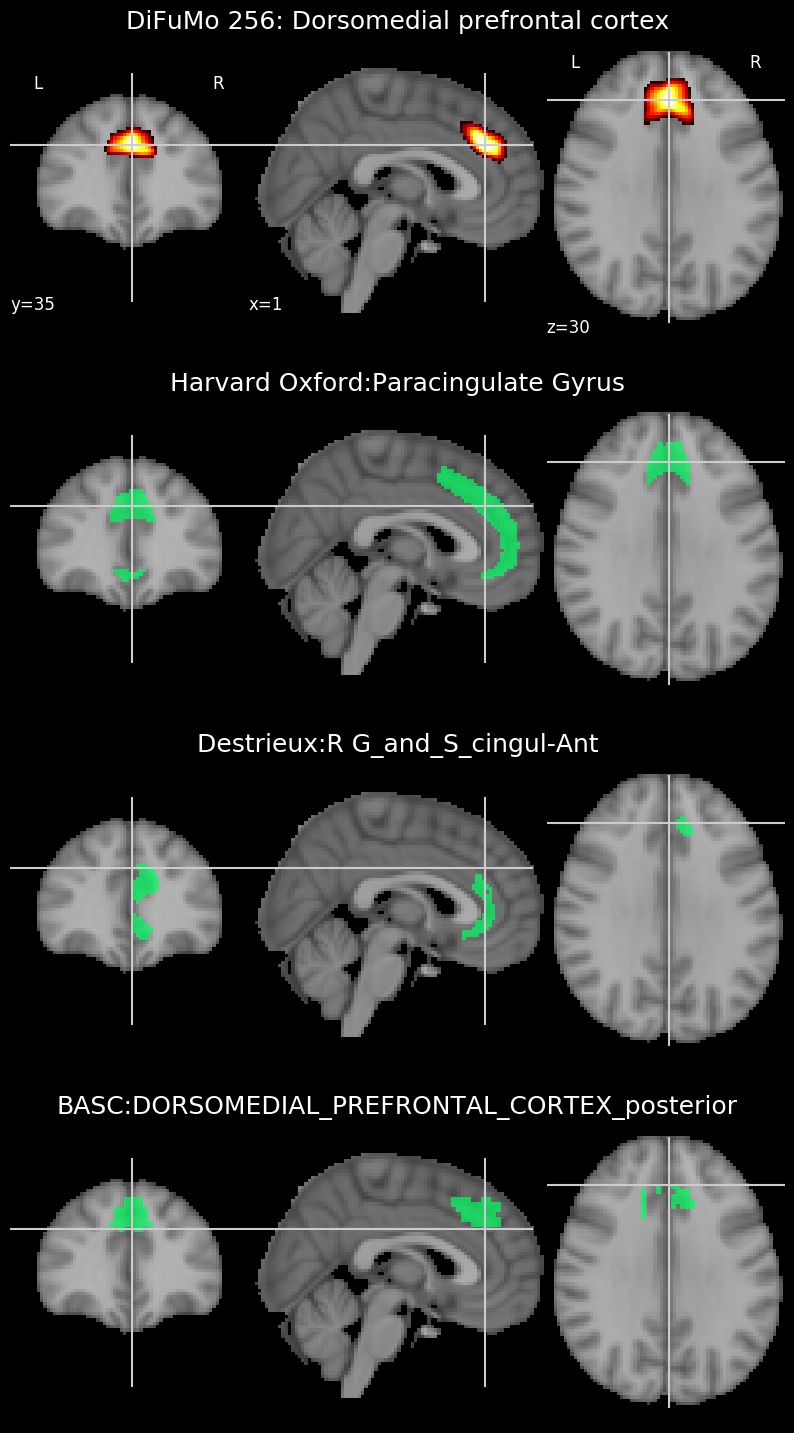 DiFuMo 256: Dorsomedial prefrontal cortex
L R L R
y=35 x=1 z=30
Harvard Oxford:Paracingulate Gyrus
Destrieux:R G_and_S_cingul-Ant
BASC:DORSOMEDIAL_PREFRONTAL_CORTEX_posterior